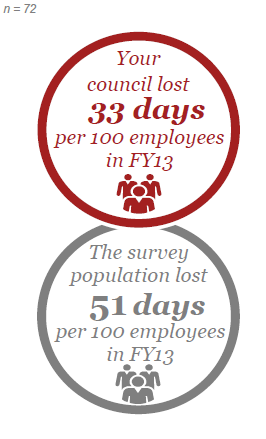 n = 72
Your
council lost
33 days
per 100 employees
in FY13
The survey
population lost
51 days
per 100 employees
in FY13